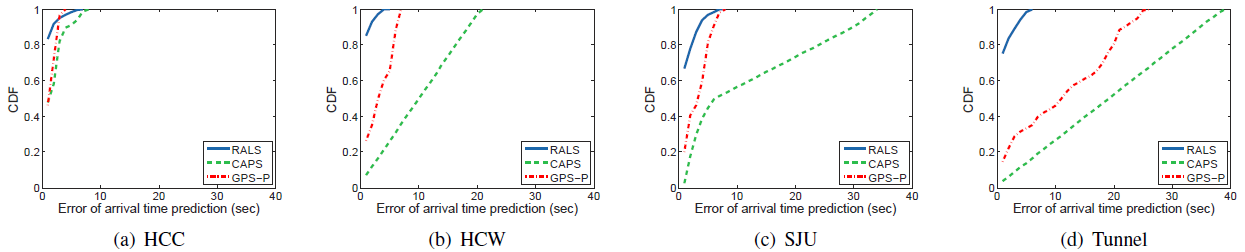 1
0.8
0.6
0.4
0.2
0
CDF
0 10 20 30 40
Error of arrival time prediction (sec)
RALS
CAPS
GPS-P
(a) HCC
1
0.8
0.6
0.4
0.2
0
CDF
0 10 20 30 40
Error of arrival time prediction (sec)
RALS
CAPS
GPS-P
(b) HCW
1
0.8
0.6
0.4
0.2
0
CDF
0 10 20 30 40
Error of arrival time prediction (sec)
RALS
CAPS
GPS-P
(c) SJU
1
0.8
0.6
0.4
0.2
0
CDF
0 10 20 30 40
Error of arrival time prediction (sec)
RALS
CAPS
GPS-P
(d) Tunnel